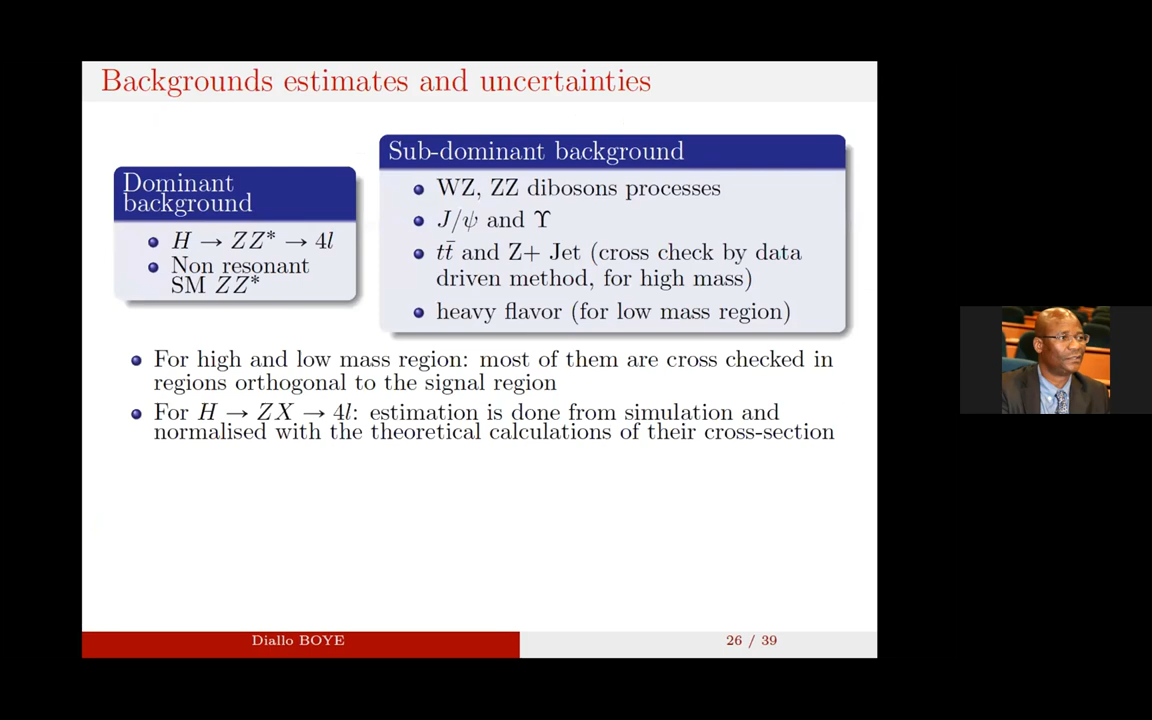 Backgrounds estimates and uncertainties
Dominant
background
H → ZZ* → 4l
Non resonant
SM ZZ*
Sub-dominant background
WZ, ZZ dibosons processes
J/ψ and ϒ
tt̄ and Z+ Jet (cross check by data
driven method, for high mass)
heavy flavor (for low mass region)
For high and low mass region: most of them are cross checked in
regions orthogonal to the signal region
For H → ZX → 4l: estimation is done from simulation and
normalised with the theoretical calculations of their cross-section
Diallo BOYE
26 / 39